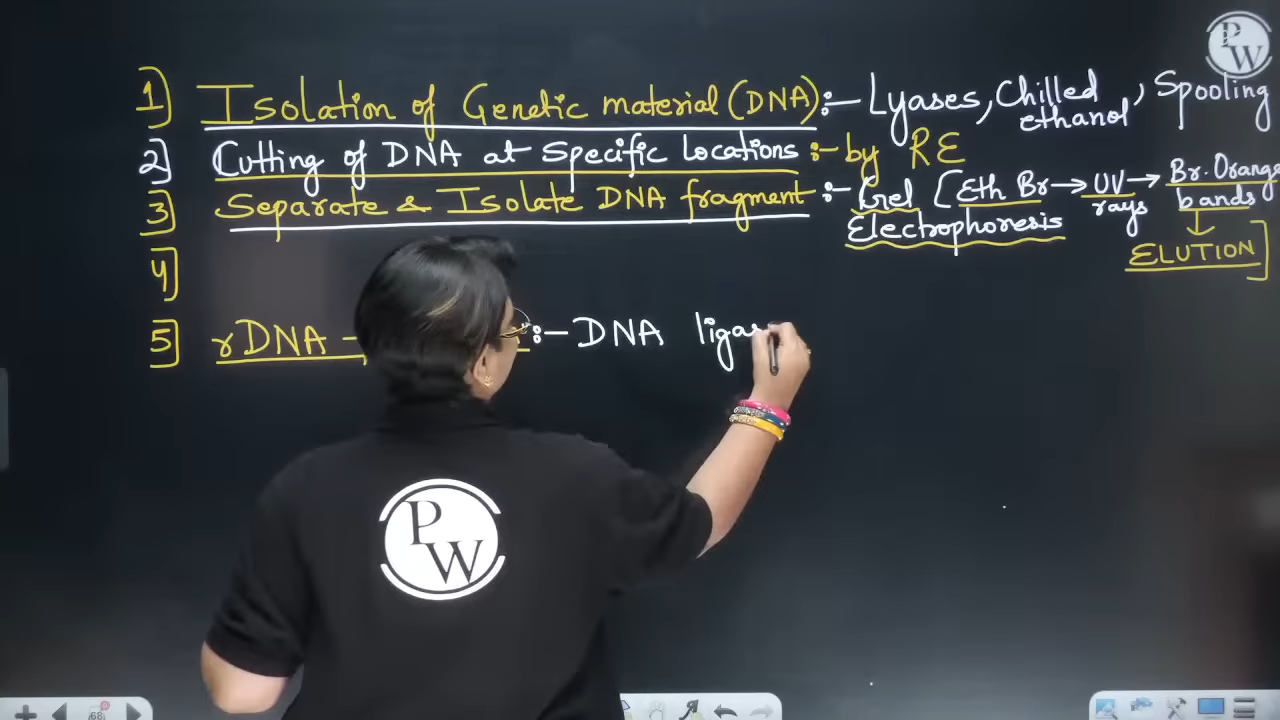 1] Isolation of Genetic material (DNA) :- Lyases, Chilled ethanol, Spooling
2] Cutting of DNA at Specific Locations :- by RE
3] Separate & Isolate DNA fragment :- Gel Electrophoresis [Eth Br → UV rays → Br. Orange bands
↓
ELUTION]
4]
5] rDNA - :- DNA ligas
PW
PW
68